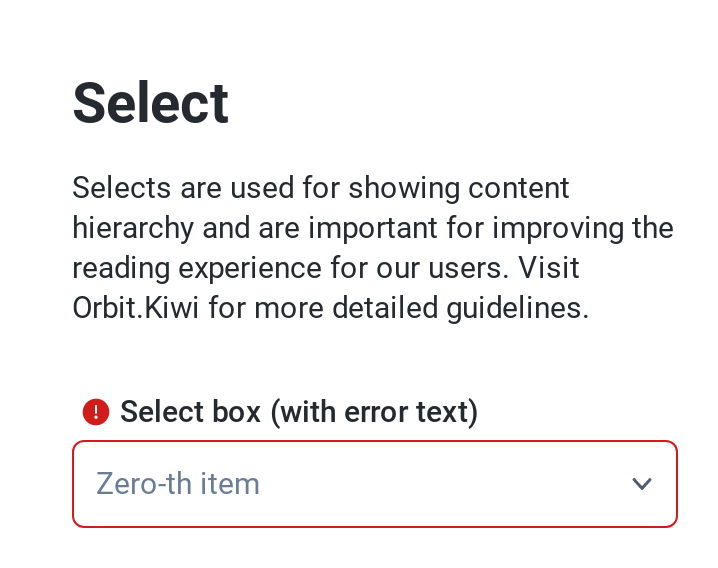 Select
Selects are used for showing content
hierarchy and are important for improving the
reading experience for our users. Visit
Orbit.Kiwi for more detailed guidelines.
Select box (with error text)
Zero-th item